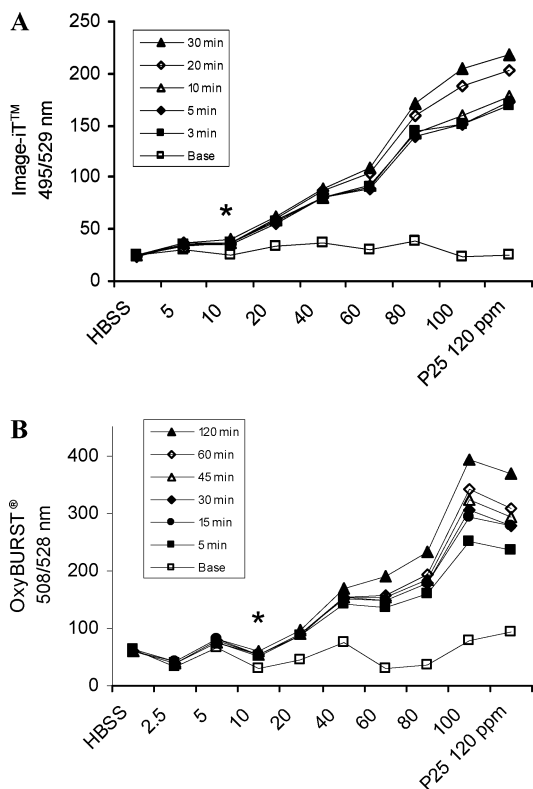 A
Image-iT™
495/529 nm
250
200
150
100
50
0
30 min
20 min
10 min
5 min
3 min
Base
*
HBSS
5
10
20
40
60
80
100
P25 120 ppm
B
OxyBURST®
508/528 nm
400
300
200
100
0
120 min
60 min
45 min
30 min
15 min
5 min
Base
*
HBSS
2.5
5
10
20
40
60
80
100
P25 120 ppm